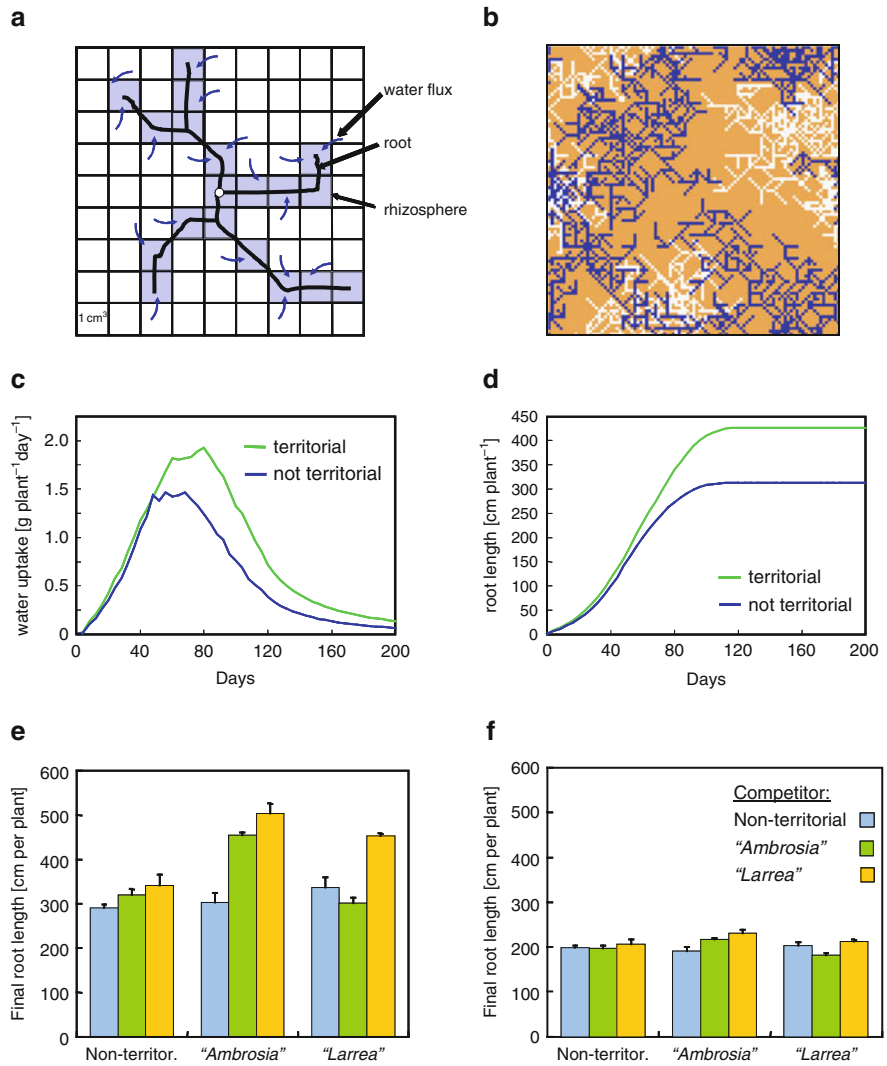 a
water flux
root
rhizosphere
1 cm³
b
c
water uptake [g plant⁻¹day⁻¹]
2.0
1.5
1.0
0.5
0
territorial
not territorial
0 40 80 120 160 200
Days
d
root length [cm plant⁻¹]
450
400
350
300
250
200
150
100
50
0
territorial
not territorial
0 40 80 120 160 200
Days
e
Final root length [cm per plant]
600
500
400
300
200
100
0
Non-territor. "Ambrosia" "Larrea"
f
Final root length [cm per plant]
600
500
400
300
200
100
0
Competitor:
Non-territorial
"Ambrosia"
"Larrea"
Non-territor. "Ambrosia" "Larrea"